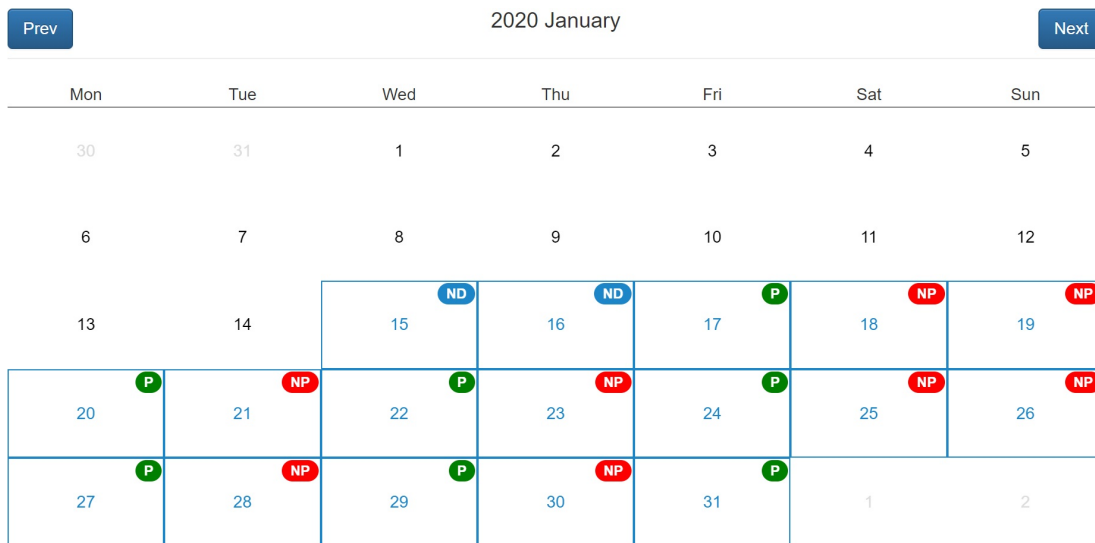 Prev 2020 January Next
Mon Tue Wed Thu Fri Sat Sun
30 31 1 2 3 4 5
6 7 8 9 10 11 12
ND ND P NP NP
13 14 15 16 17 18 19
P NP P NP P NP NP
20 21 22 23 24 25 26
P NP P NP P
27 28 29 30 31 1 2